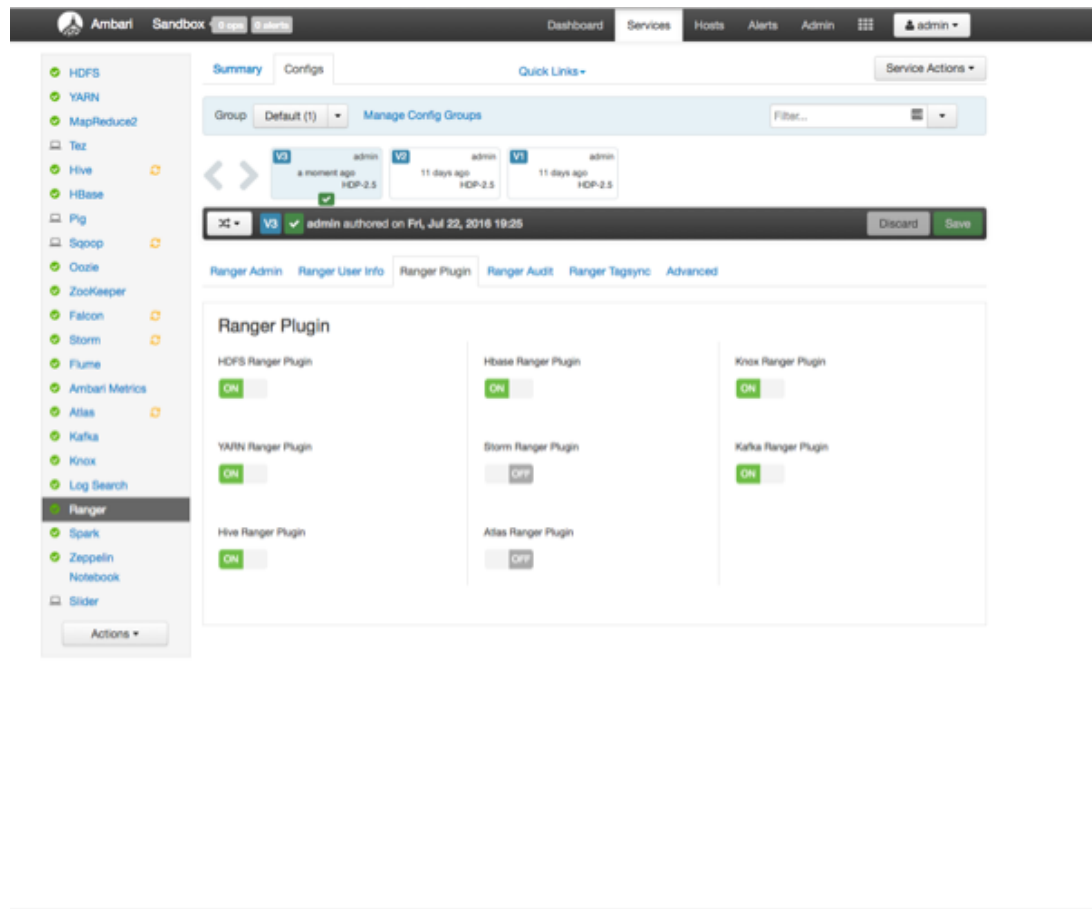 Ambari Sandbox 0 ops 0 alerts Dashboard Services Hosts Alerts Admin admin
HDFS
YARN
MapReduce2
Tez
Hive
HBase
Pig
Sqoop
Oozie
ZooKeeper
Falcon
Storm
Flume
Ambari Metrics
Atlas
Kafka
Knox
Log Search
Ranger
Spark
Zeppelin
Notebook
Slider
Actions
Summary Configs Quick Links Service Actions
Group Default (1) Manage Config Groups Filter...
V3 admin
a moment ago
HDP-2.5
V2 admin
11 days ago
HDP-2.5
V1 admin
11 days ago
HDP-2.5
V3 admin authored on Fri, Jul 22, 2016 19:25 Discard Save
Ranger Admin Ranger User Info Ranger Plugin Ranger Audit Ranger Tagsync Advanced
Ranger Plugin
HDFS Ranger Plugin Hbase Ranger Plugin Knox Ranger Plugin
ON ON ON
YARN Ranger Plugin Storm Ranger Plugin Kafka Ranger Plugin
ON OFF ON
Hive Ranger Plugin Atlas Ranger Plugin
ON OFF